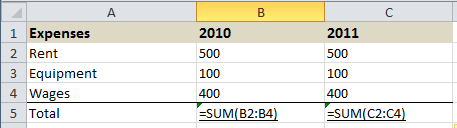 A B C
1 Expenses 2010 2011
2 Rent 500 500
3 Equipment 100 100
4 Wages 400 400
5 Total =SUM(B2:B4) =SUM(C2:C4)